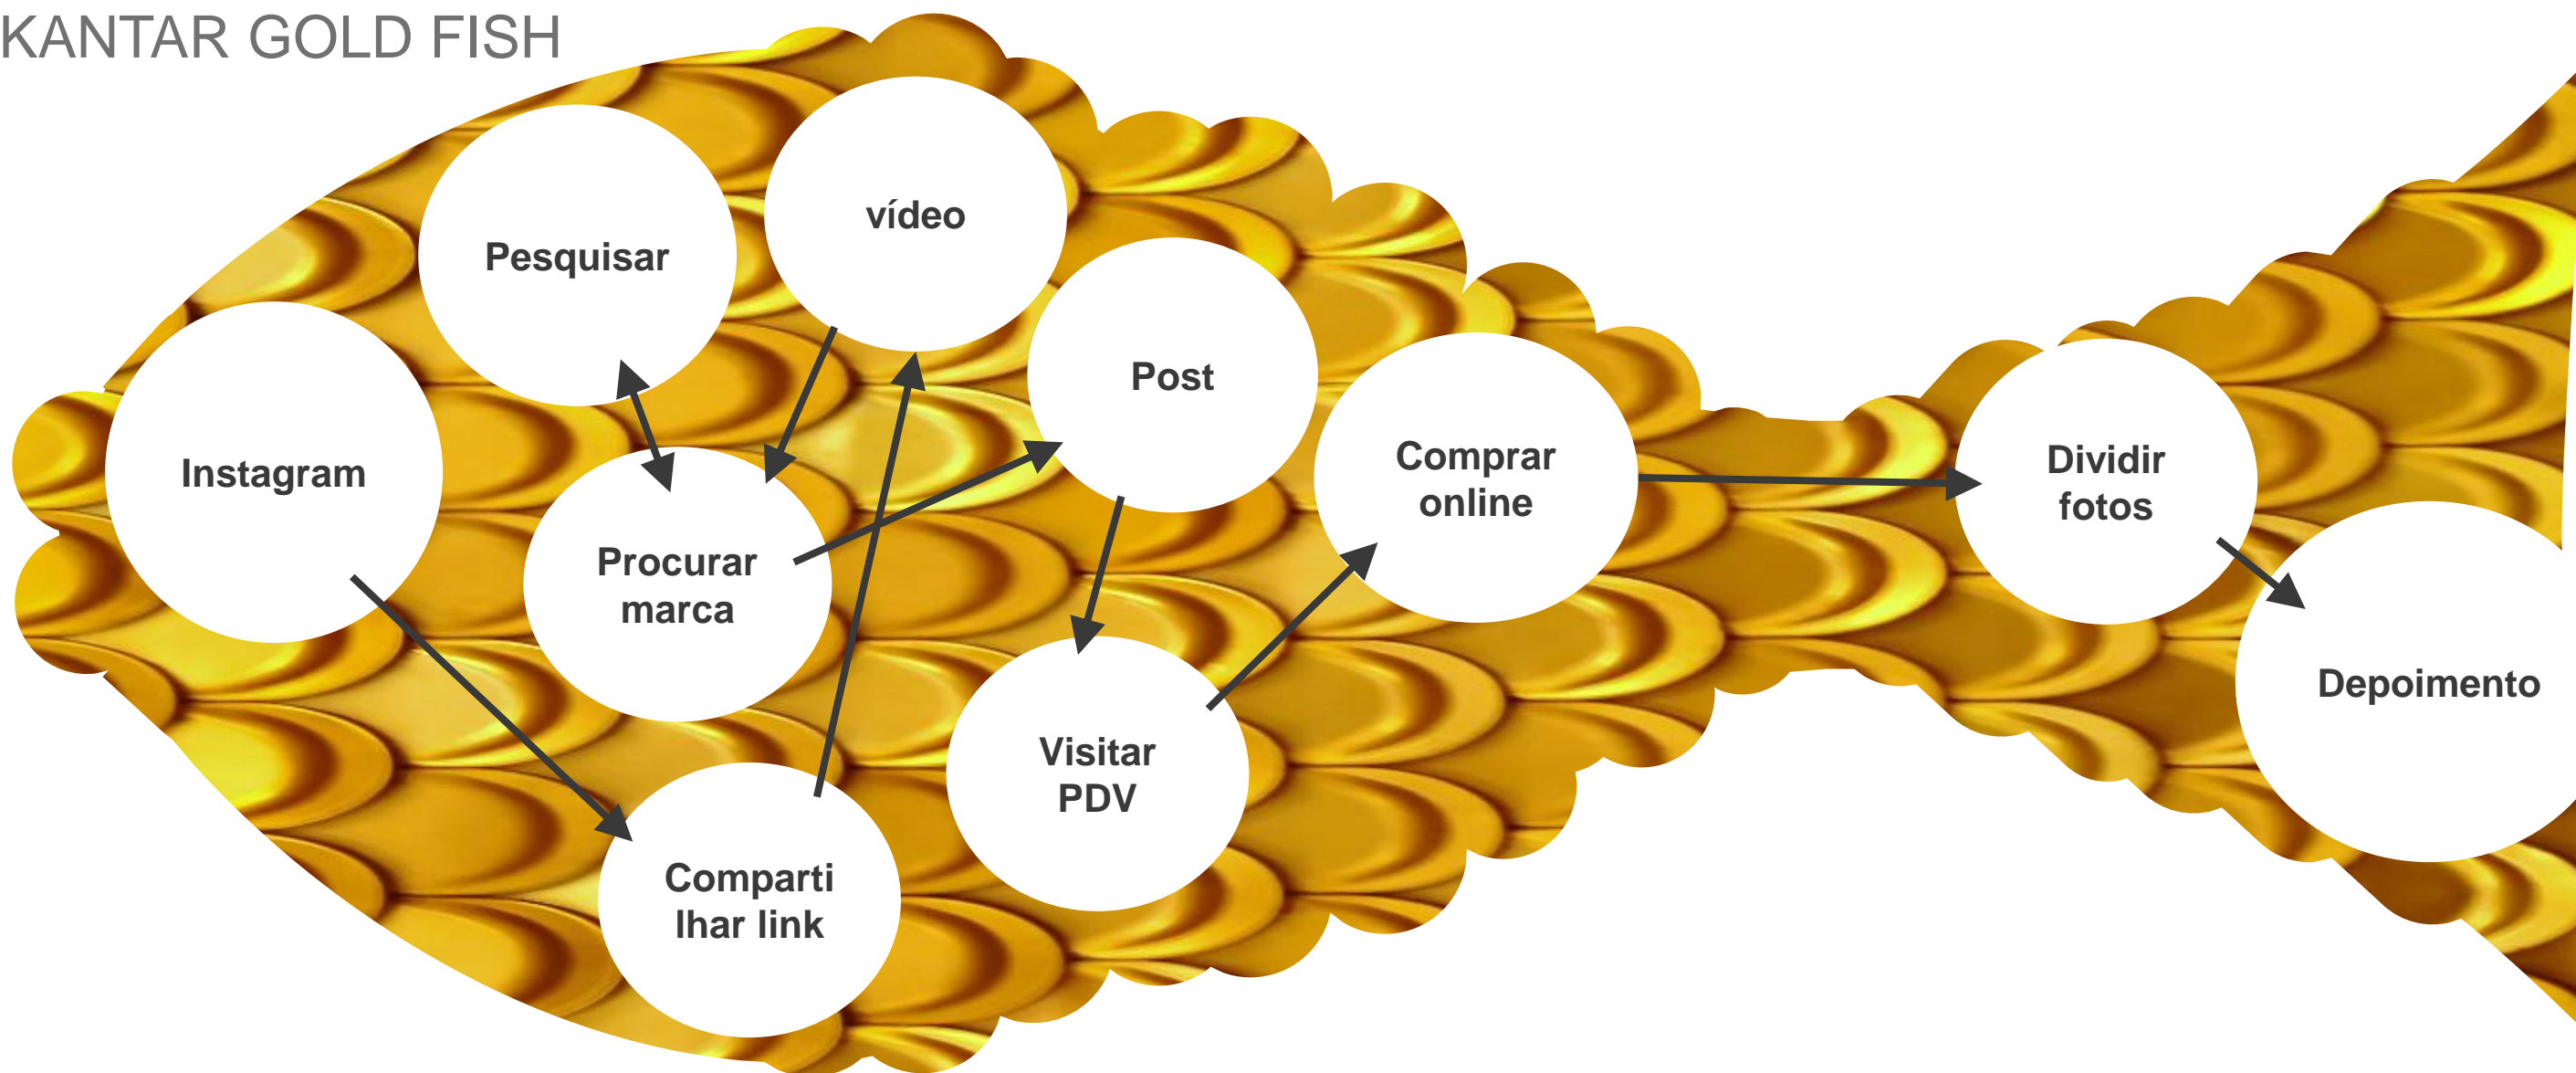 KANTAR GOLD FISH
vídeo
Pesquisar
Post
Instagram
Comprar
online
Dividir
fotos
Procurar
marca
Depoimento
Visitar
PDV
Comparti
lhar link